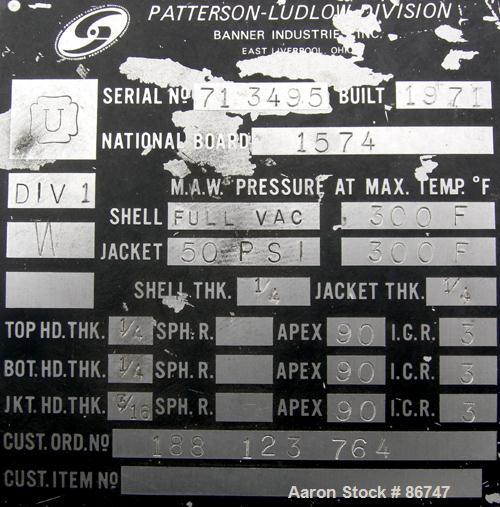 PATTERSON-LUDLOW DIVISION
BANNER INDUSTRIES, INC.
EAST LIVERPOOL, OHIO
SERIAL Nº 71 3495 BUILT 1971
U
NATIONAL BOARD 1574
DIV 1 M.A.W. PRESSURE AT MAX. TEMP. °F
SHELL FULL VAC 300 F
W JACKET 50 PSI 300 F
SHELL THK. 1/4 JACKET THK. 1/4
TOP HD. THK. 1/4 SPH. R. APEX 90 I.C.R. 3
BOT. HD. THK. 1/4 SPH. R. APEX 90 I.C.R. 3
JKT. HD. THK. 3/16 SPH. R. APEX 90 I.C.R. 3
CUST. ORD. Nº 188 123 764
CUST. ITEM Nº
Aaron Stock # 86747